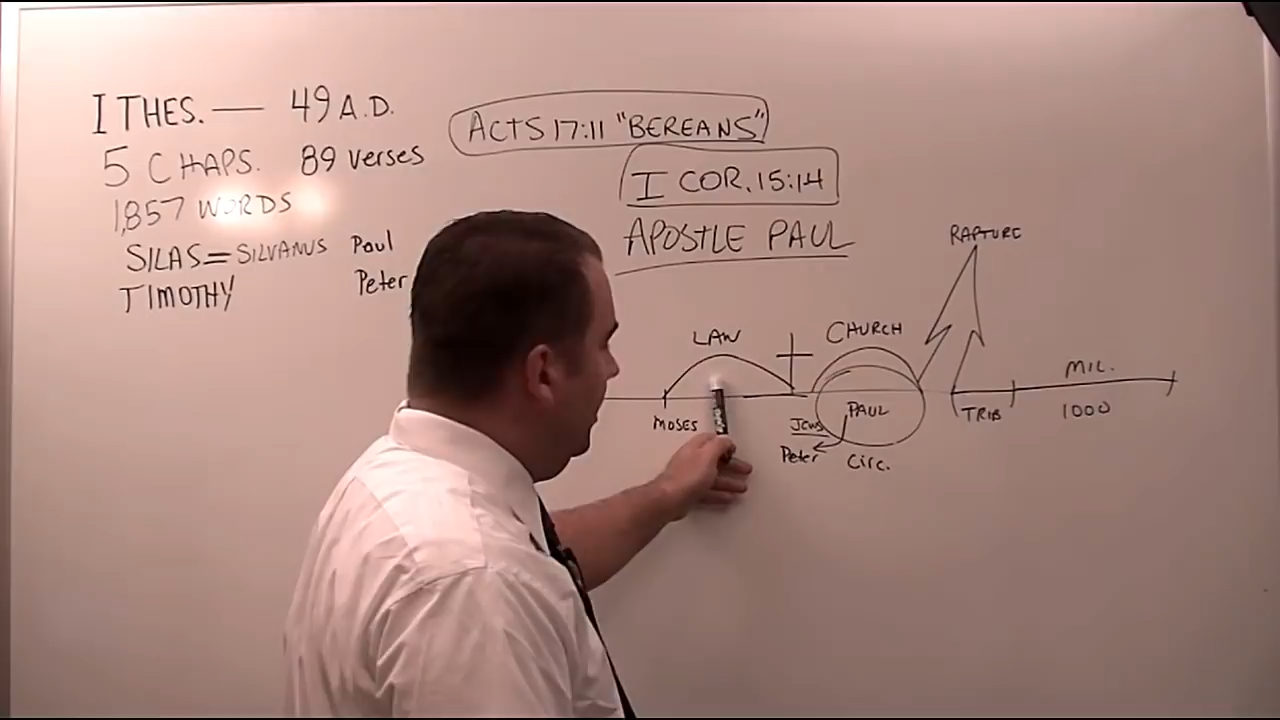 I THES. — 49 A.D.
5 CHAPS. 89 verses
1,857 WORDS
SILAS=SILVANUS Paul
TIMOTHY Peter
ACTS 17:11 "BEREANS"
I COR. 15:14
APOSTLE PAUL
RAPTURE
LAW
CHURCH
MOSES
Jews
Peter
PAUL
Circ.
TRIB
MIL.
1000